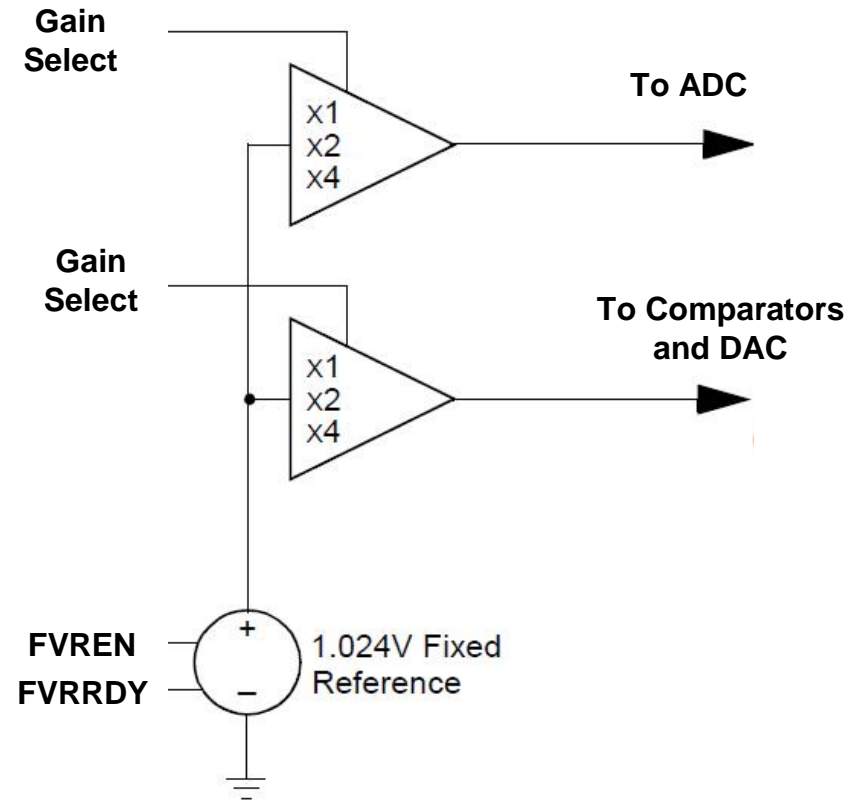 Gain
Select
To ADC
X1
X2
X4
Gain
Select
To Comparators
and DAC
X1
X2
X4
FVREN
FVRRDY
+
–
1.024V Fixed
Reference